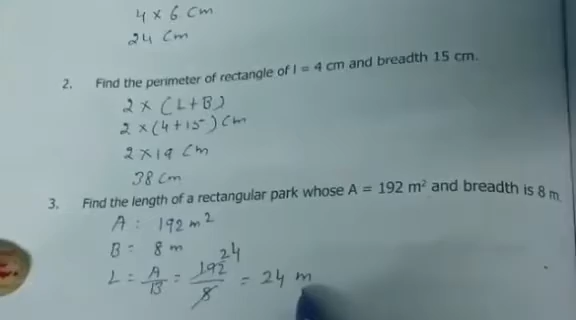 4 × 6 cm
24 cm
2. Find the perimeter of rectangle of l = 4 cm and breadth 15 cm.
2 × (L+B)
2 × (4+15) cm
2 × 19 cm
38 cm
3. Find the length of a rectangular park whose A = 192 m² and breadth is 8 m.
A : 192 m²
B = 8 m
L = A/B = 192/8 24 = 24 m